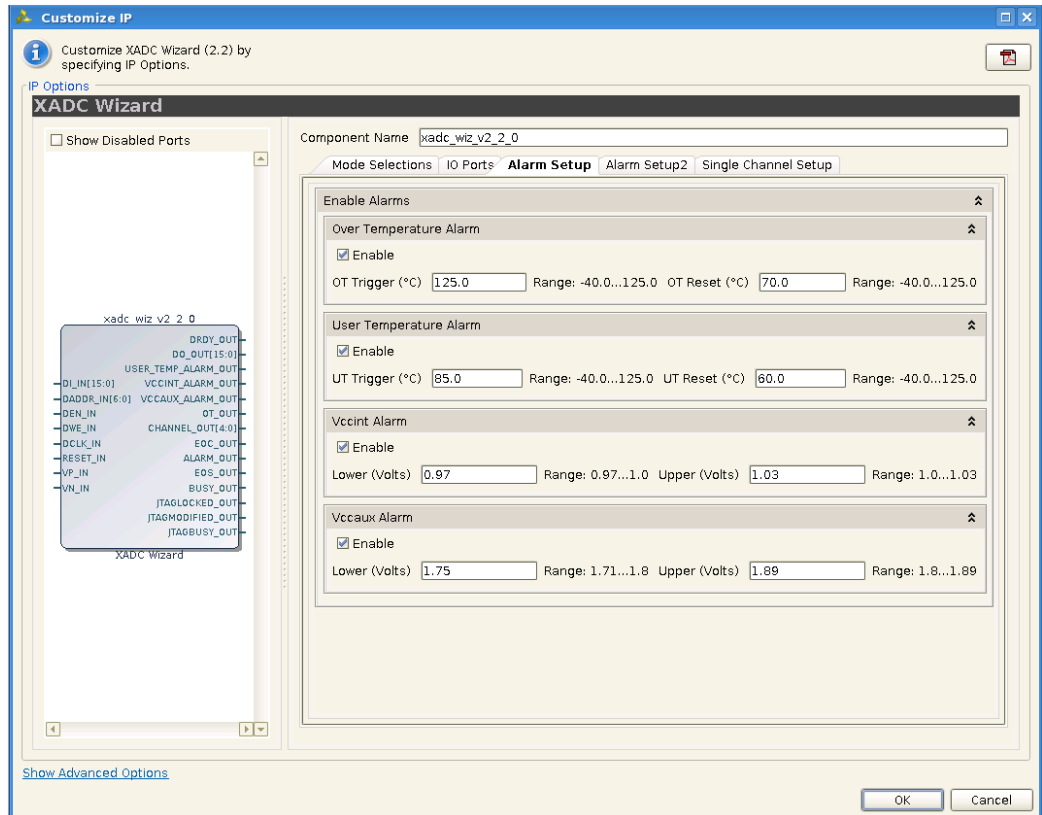 Customize IP
Customize XADC Wizard (2.2) by
specifying IP Options.
IP Options
XADC Wizard
Show Disabled Ports
xadc_wiz_v2_2_0
DRDY_OUT
DO_OUT[15:0]
USER_TEMP_ALARM_OUT
DI_IN[15:0] VCCINT_ALARM_OUT
DADDR_IN[6:0] VCCAUX_ALARM_OUT
DEN_IN OT_OUT
DWE_IN CHANNEL_OUT[4:0]
DCLK_IN EOC_OUT
RESET_IN ALARM_OUT
VP_IN EOS_OUT
VN_IN BUSY_OUT
JTAGLOCKED_OUT
JTAGMODIFIED_OUT
JTAGBUSY_OUT
XADC Wizard
Component Name xadc_wiz_v2_2_0
Mode Selections IO Ports Alarm Setup Alarm Setup2 Single Channel Setup
Enable Alarms
Over Temperature Alarm
Enable
OT Trigger (°C) 125.0 Range: -40.0...125.0 OT Reset (°C) 70.0 Range: -40.0...125.0
User Temperature Alarm
Enable
UT Trigger (°C) 85.0 Range: -40.0...125.0 UT Reset (°C) 60.0 Range: -40.0...125.0
Vccint Alarm
Enable
Lower (Volts) 0.97 Range: 0.97...1.0 Upper (Volts) 1.03 Range: 1.0...1.03
Vccaux Alarm
Enable
Lower (Volts) 1.75 Range: 1.71...1.8 Upper (Volts) 1.89 Range: 1.8...1.89
Show Advanced Options
OK Cancel